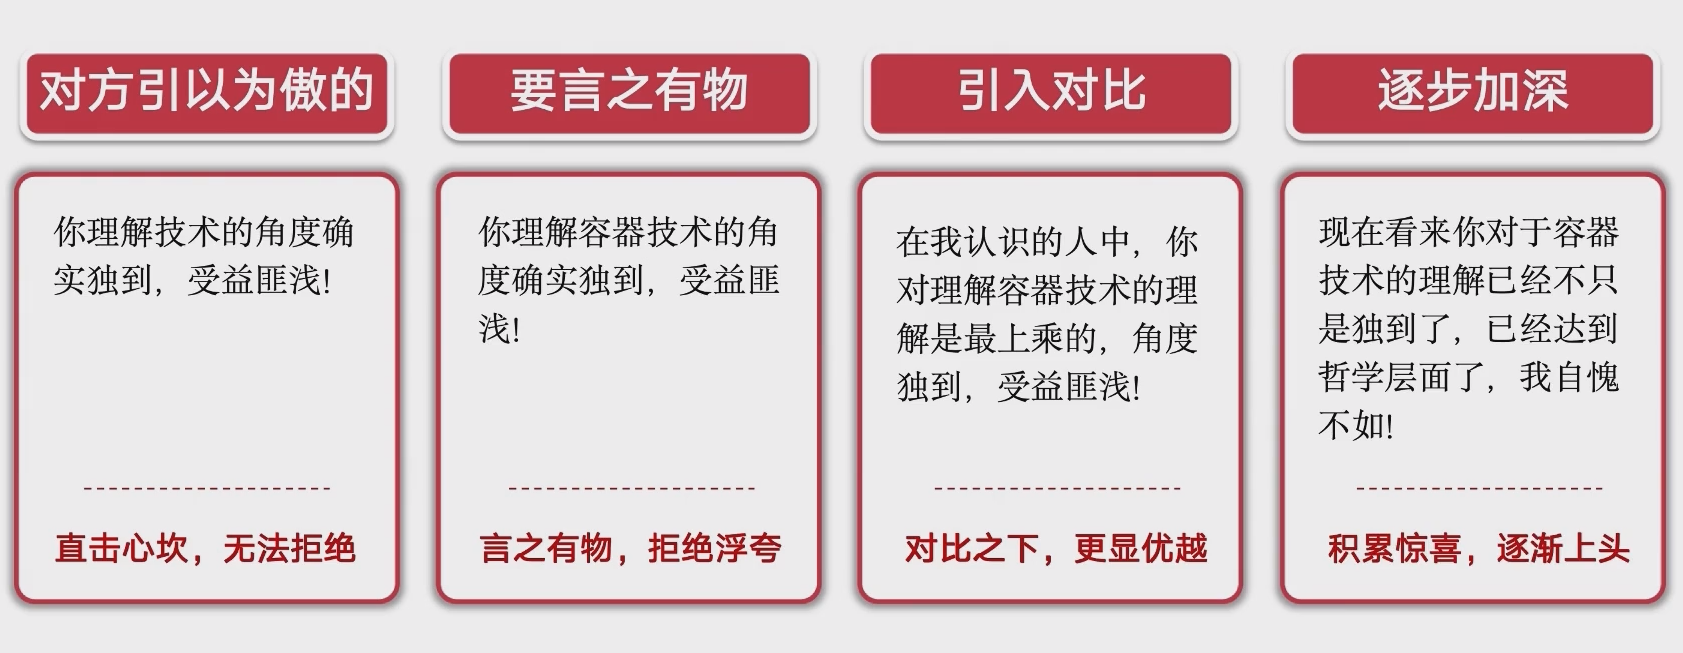 对方引以为傲的
你理解技术的角度确
实独到，受益匪浅!
直击心坎，无法拒绝
要言之有物
你理解容器技术的角
度确实独到，受益匪
浅!
言之有物，拒绝浮夸
引入对比
在我认识的人中，你
对理解容器技术的理
解是最上乘的，角度
独到，受益匪浅!
对比之下，更显优越
逐步加深
现在看来你对于容器
技术的理解已经不只
是独到了，已经达到
哲学层面了，我自愧
不如!
积累惊喜，逐渐上头